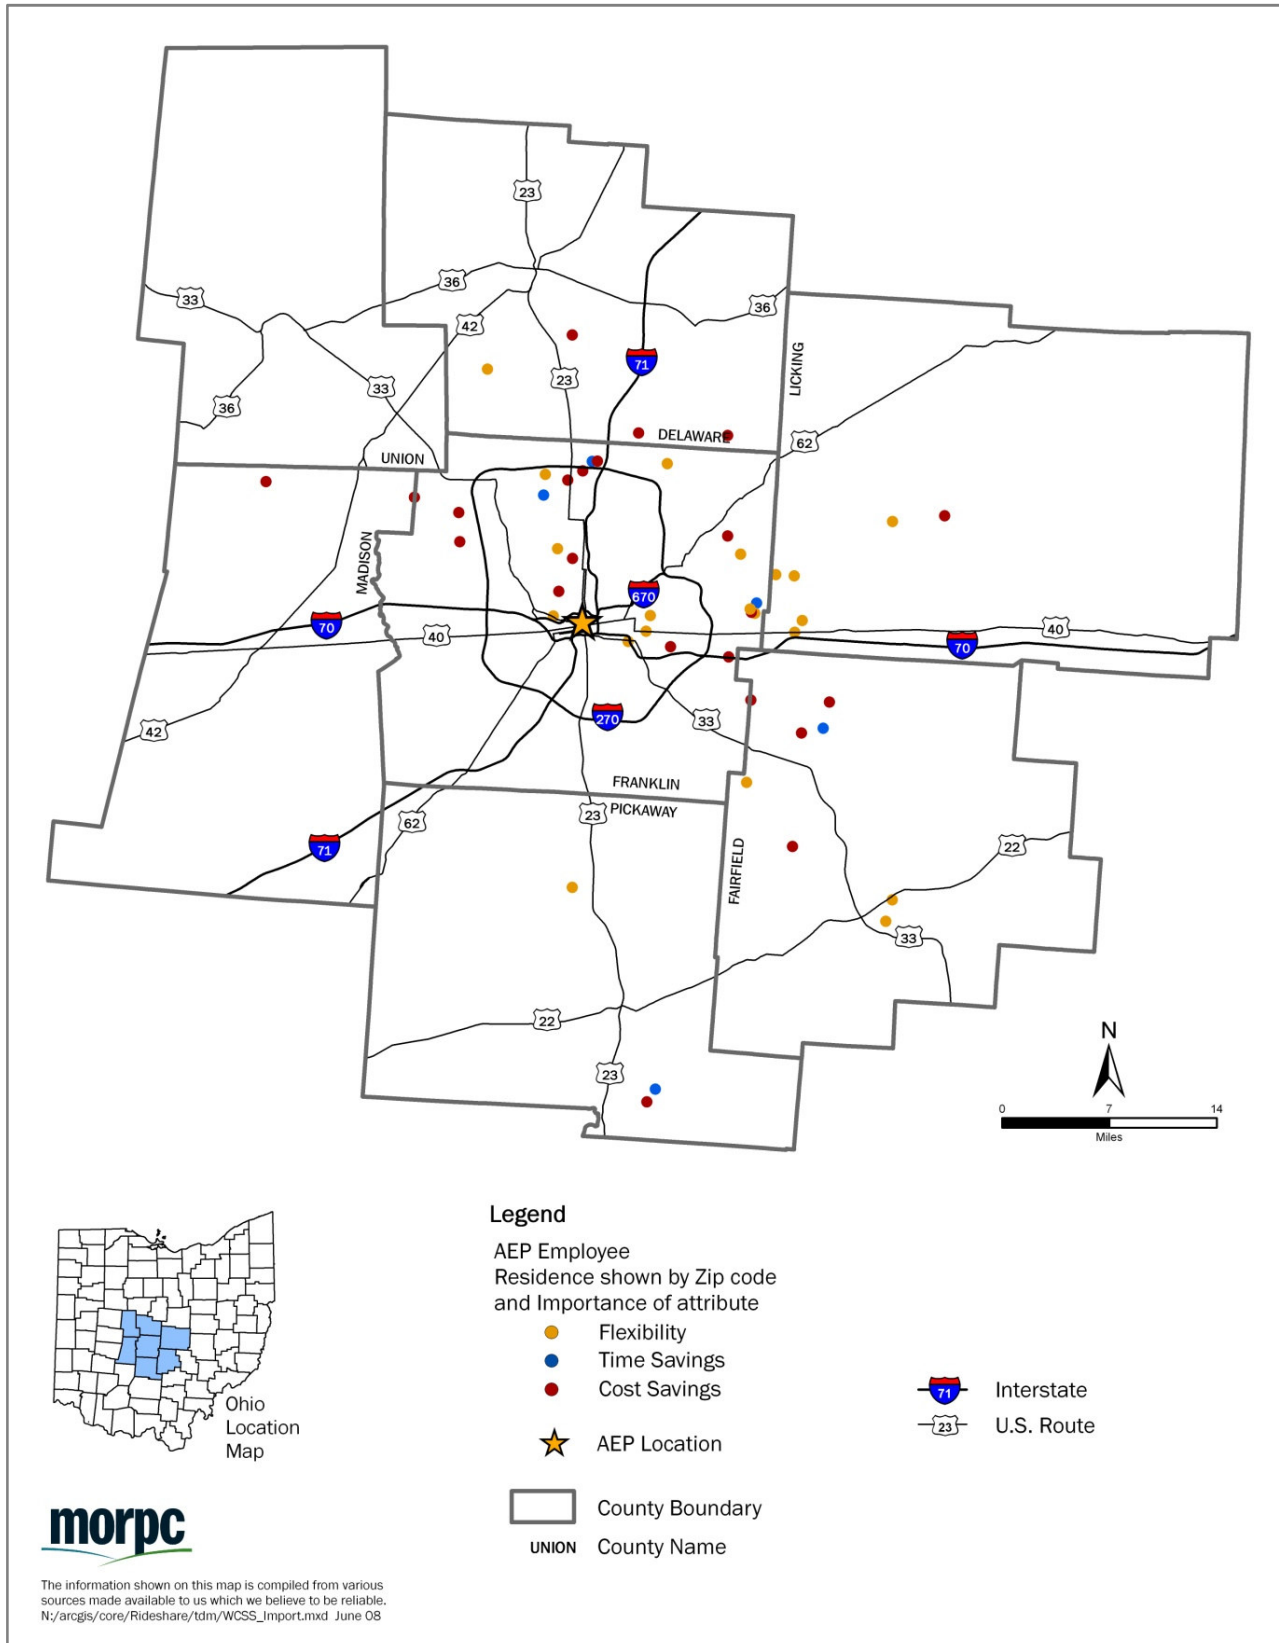 23
36
33
36
42
71
LICKING
23
33
36
62
DELAWARE
UNION
MADISON
670
70
40
40
70
270
33
42
FRANKLIN
PICKAWAY
23
62
71
FAIRFIELD
22
33
22
23
N
0 7 14
Miles
Legend
AEP Employee
Residence shown by Zip code
and Importance of attribute
Flexibility
Time Savings
Cost Savings
AEP Location
County Boundary
UNION County Name
71 Interstate
23 U.S. Route
Ohio
Location
Map
morpc
The information shown on this map is compiled from various
sources made available to us which we believe to be reliable.
N:/arcgis/core/Rideshare/tdm/WCSS_Import.mxd June 08